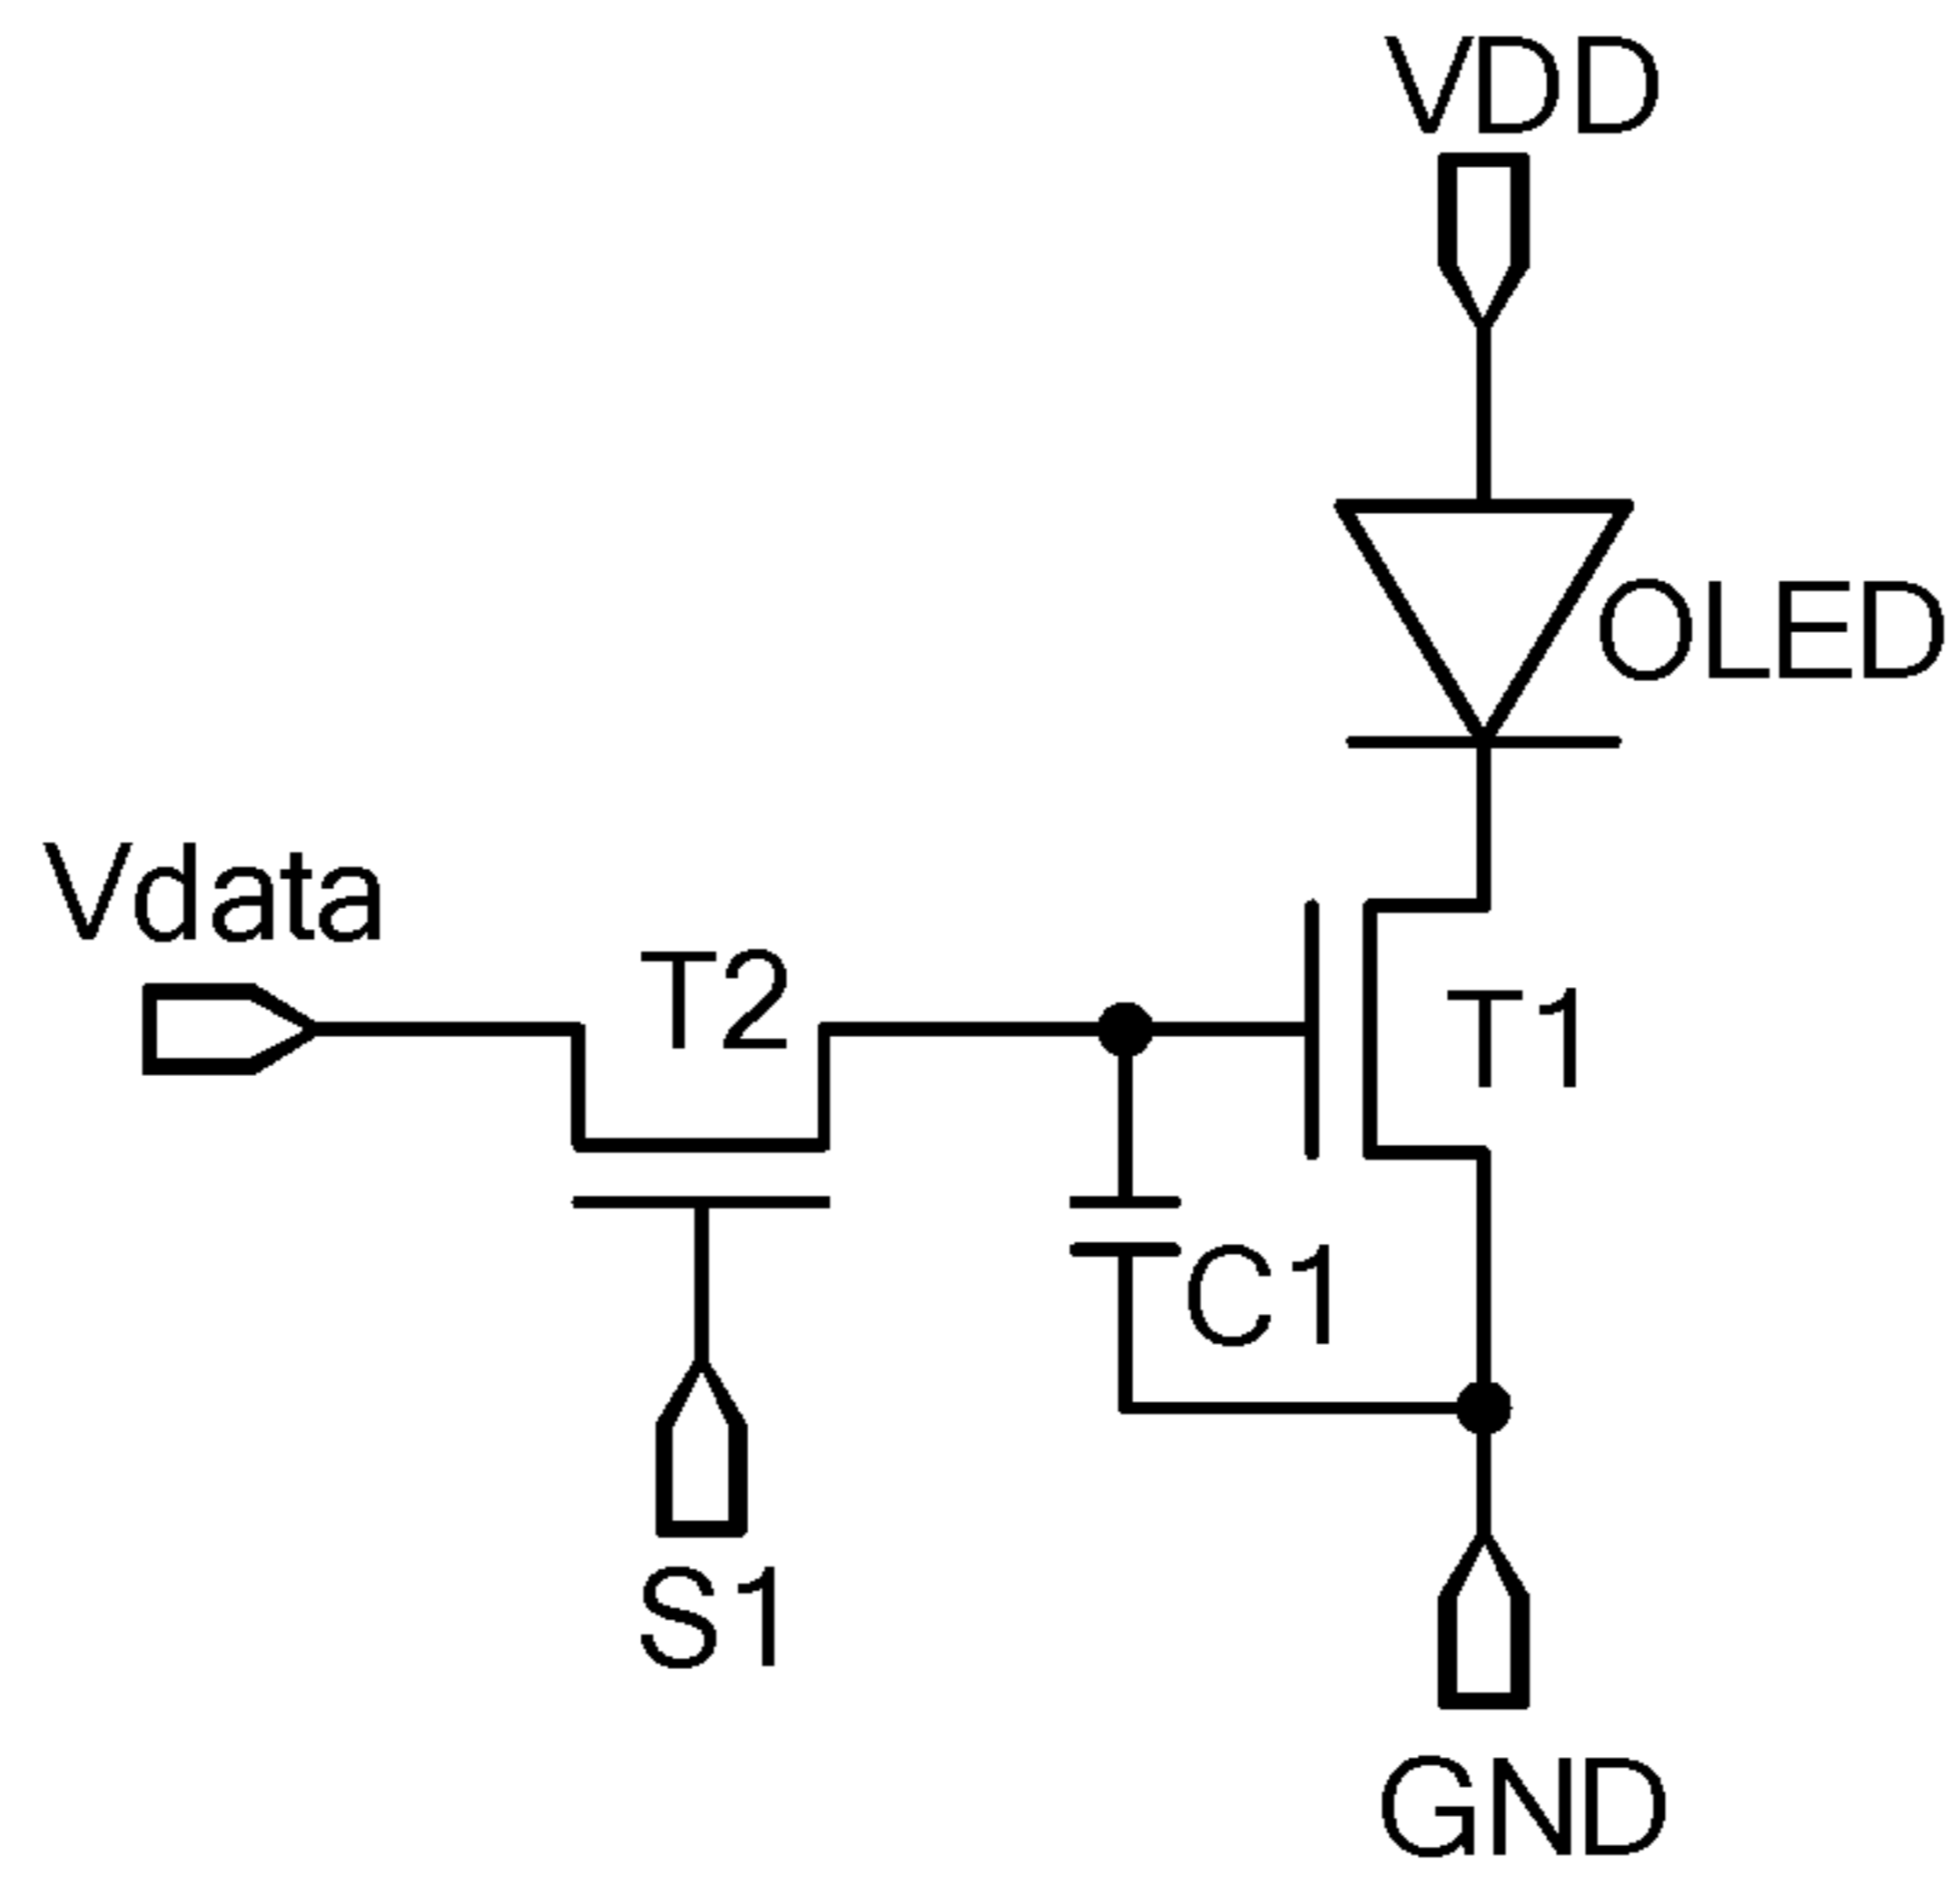 VDD
OLED
Vdata
T2
T1
C1
S1
GND